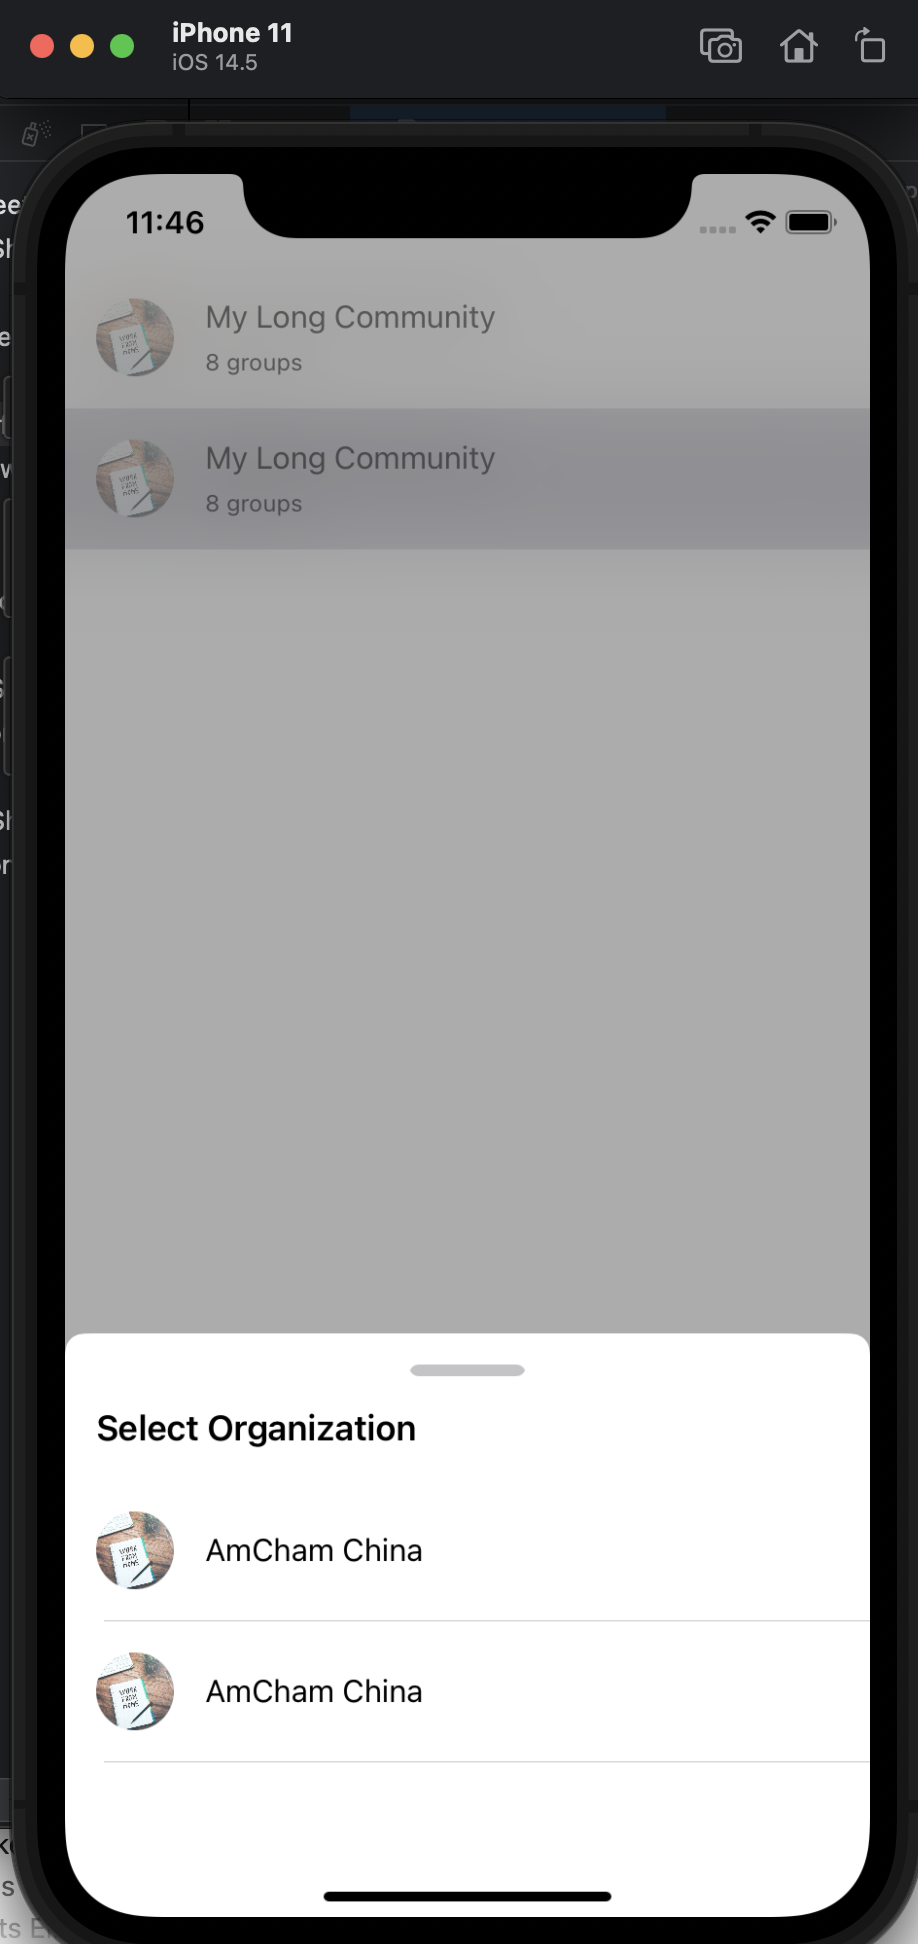 iPhone 11
iOS 14.5
11:46
My Long Community
8 groups
My Long Community
8 groups
Select Organization
AmCham China
AmCham China